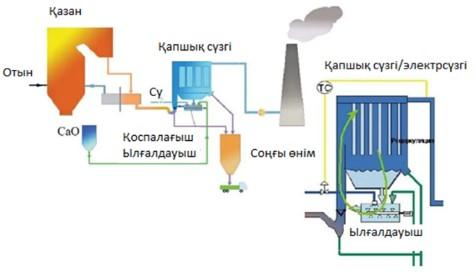 Қазан
Қапшық сүзгі
Отын
Су
CaO
Қоспалағыш
Ылғалдауыш
Соңғы өнім
Қапшық сүзгі/электрсүзгі
TC
Рециркуляция
Ылғалдауыш